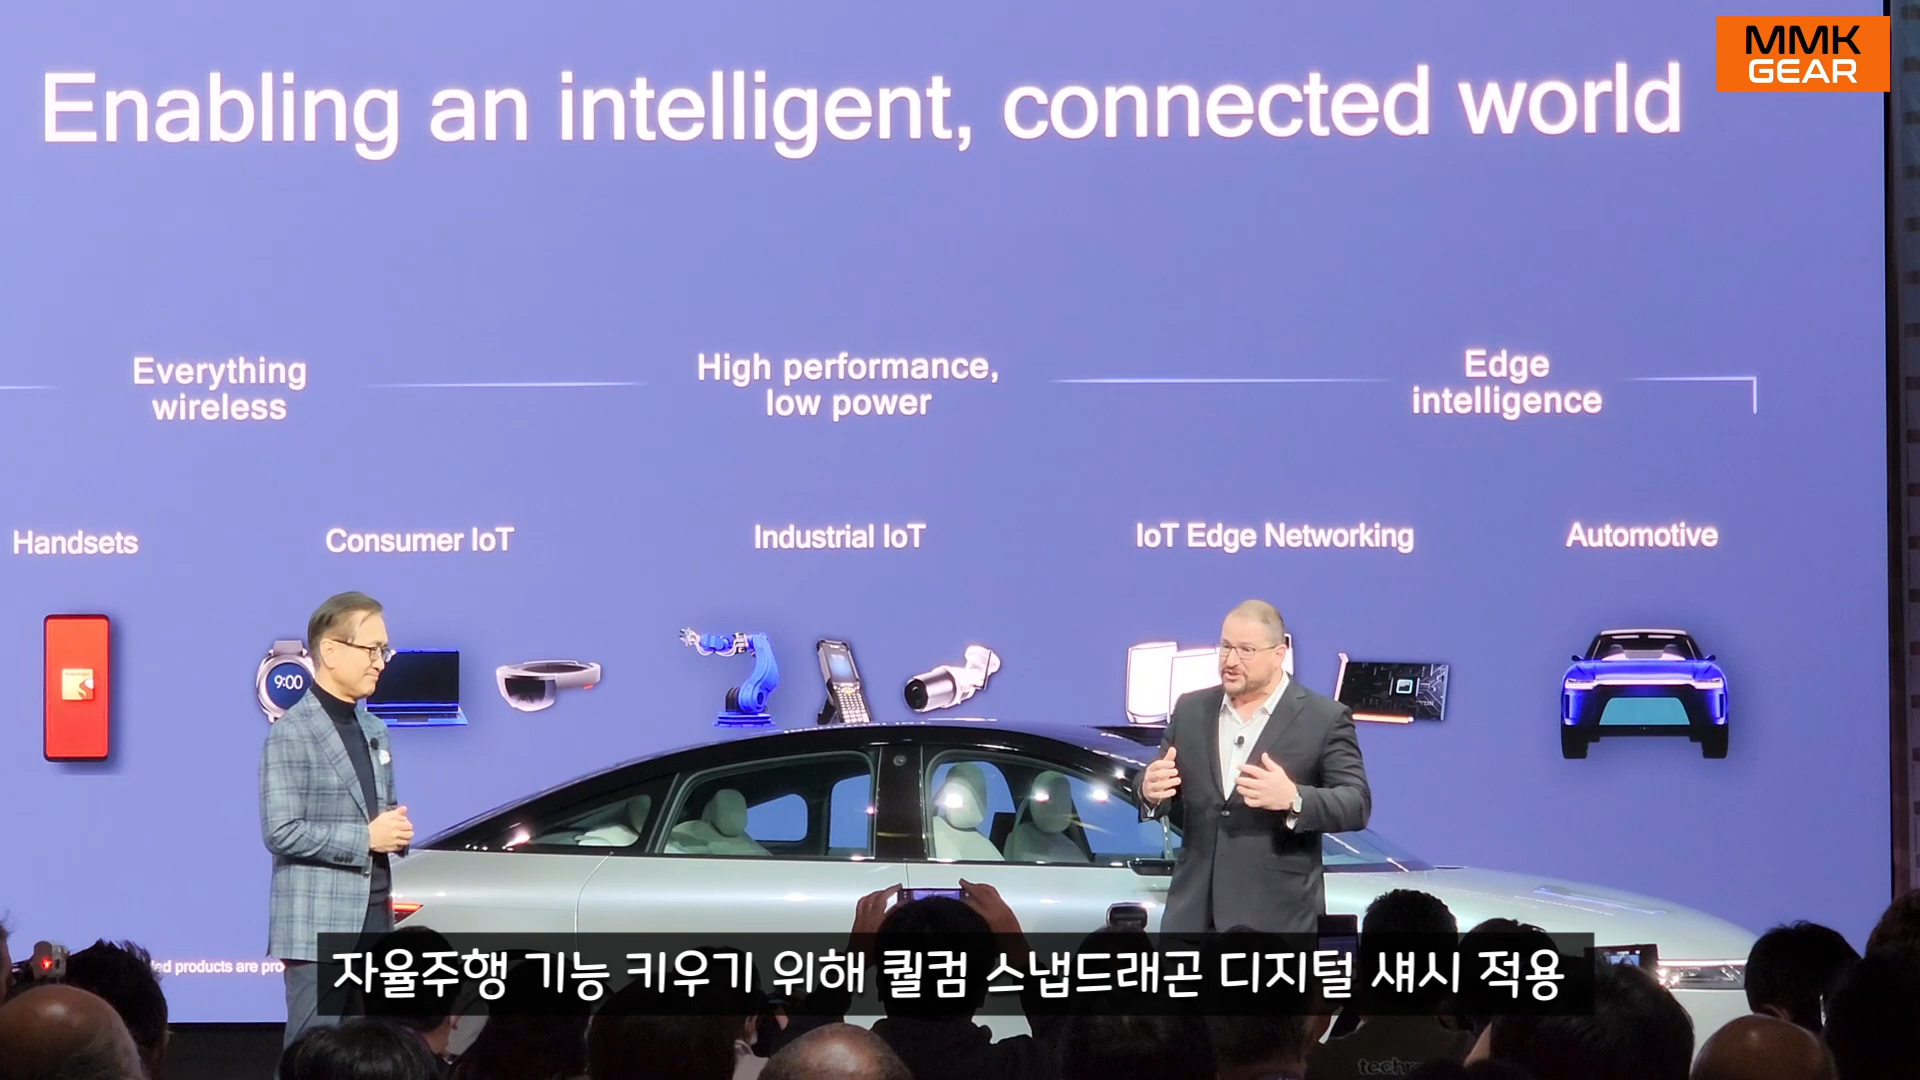 MMK
GEAR
Enabling an intelligent, connected world
Everything
wireless
High performance,
low power
Edge
intelligence
Handsets
Consumer IoT
Industrial IoT
IoT Edge Networking
Automotive
9:00
products are
자율주행 기능 키우기 위해 퀄컴 스냅드래곤 디지털 섀시 적용